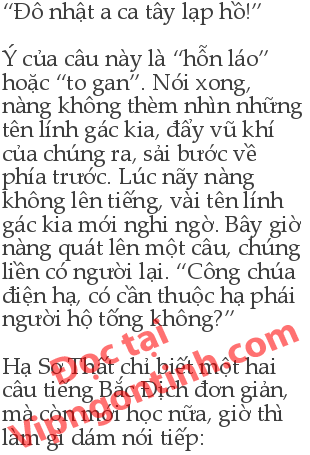 “Đô nhật a ca tây lạp hồ!”
Ý của câu này là “hỗn láo”
hoặc “to gan”. Nói xong,
nàng không thèm nhìn những
tên lính gác kia, đẩy vũ khí
của chúng ra, sải bước về
phía trước. Lúc nãy nàng
không lên tiếng, vài tên lính
gác kia mới nghi ngờ. Bây giờ
nàng quát lên một câu, chúng
liền có người lại. “Công chúa
điện hạ, có cần thuộc hạ phái
người hộ tống không?”
Hạ Sơ Thất chỉ biết một hai
câu tiếng Bắc Địch đơn giản,
mà còn mới học nữa, giờ thì
làm gì dám nói tiếp:
Đọc tại
Vipngontinh.com